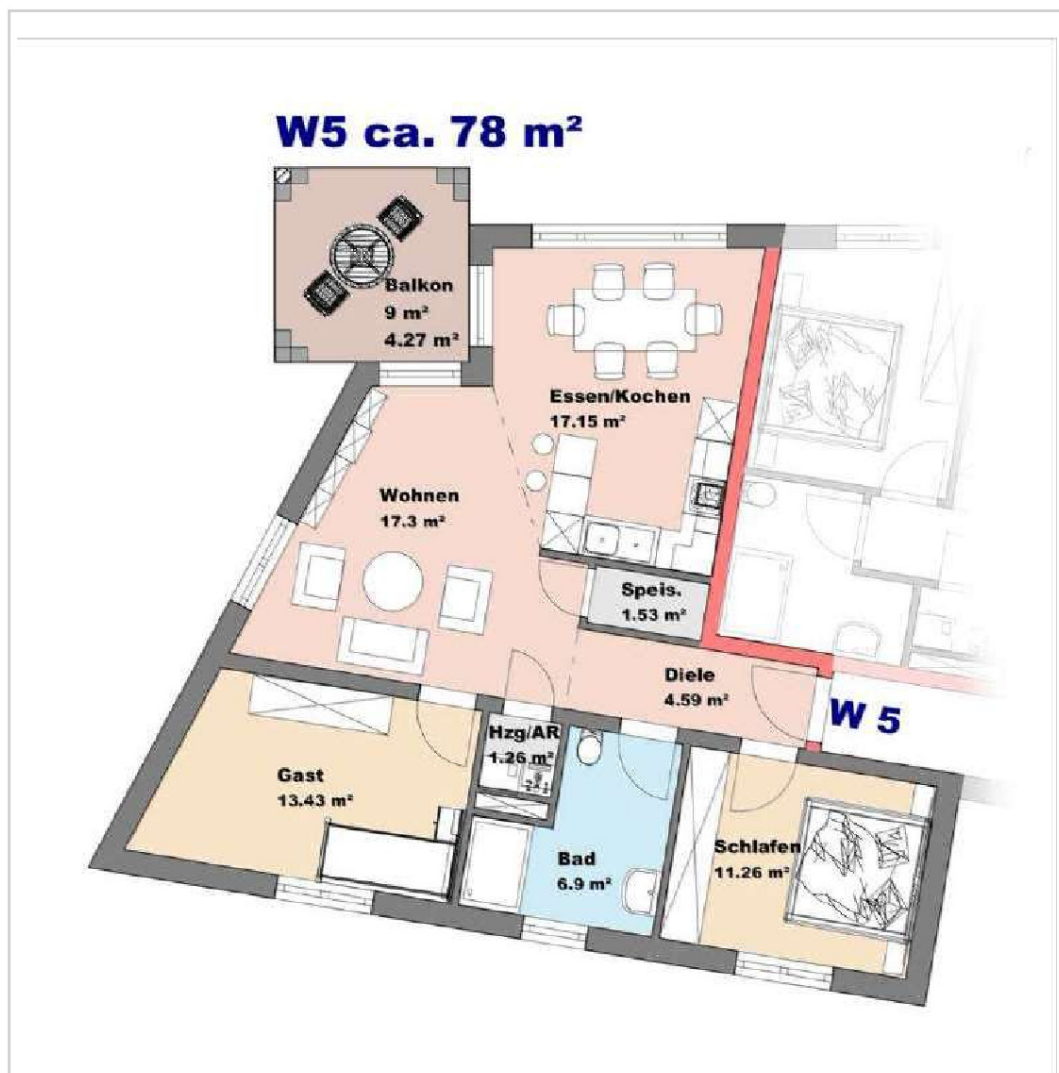 W5 ca. 78 m²
Balkon
9 m²
4.27 m²
Essen/Kochen
17.15 m²
Wohnen
17.3 m²
Speis.
1.53 m²
Diele
4.59 m²
W 5
Hzg/AR
1.26 m²
Gast
13.43 m²
Bad
6.9 m²
Schlafen
11.26 m²